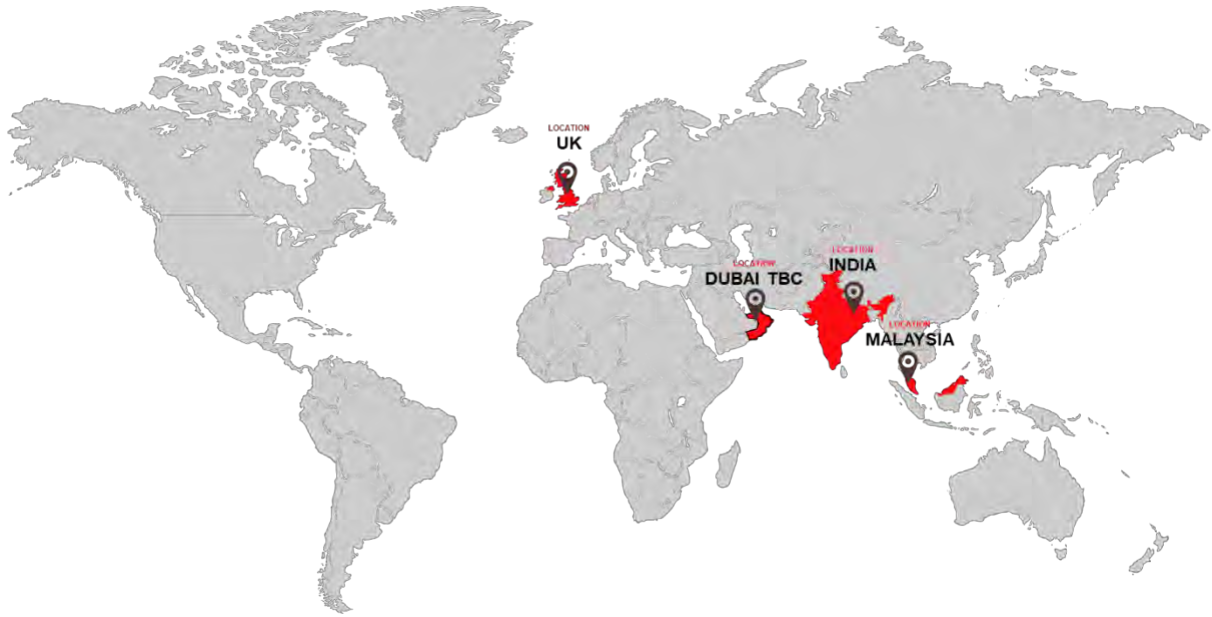 LOCATION
UK
LOCATION
DUBAI TBC
LOCATION
INDIA
LOCATION
MALAYSIA